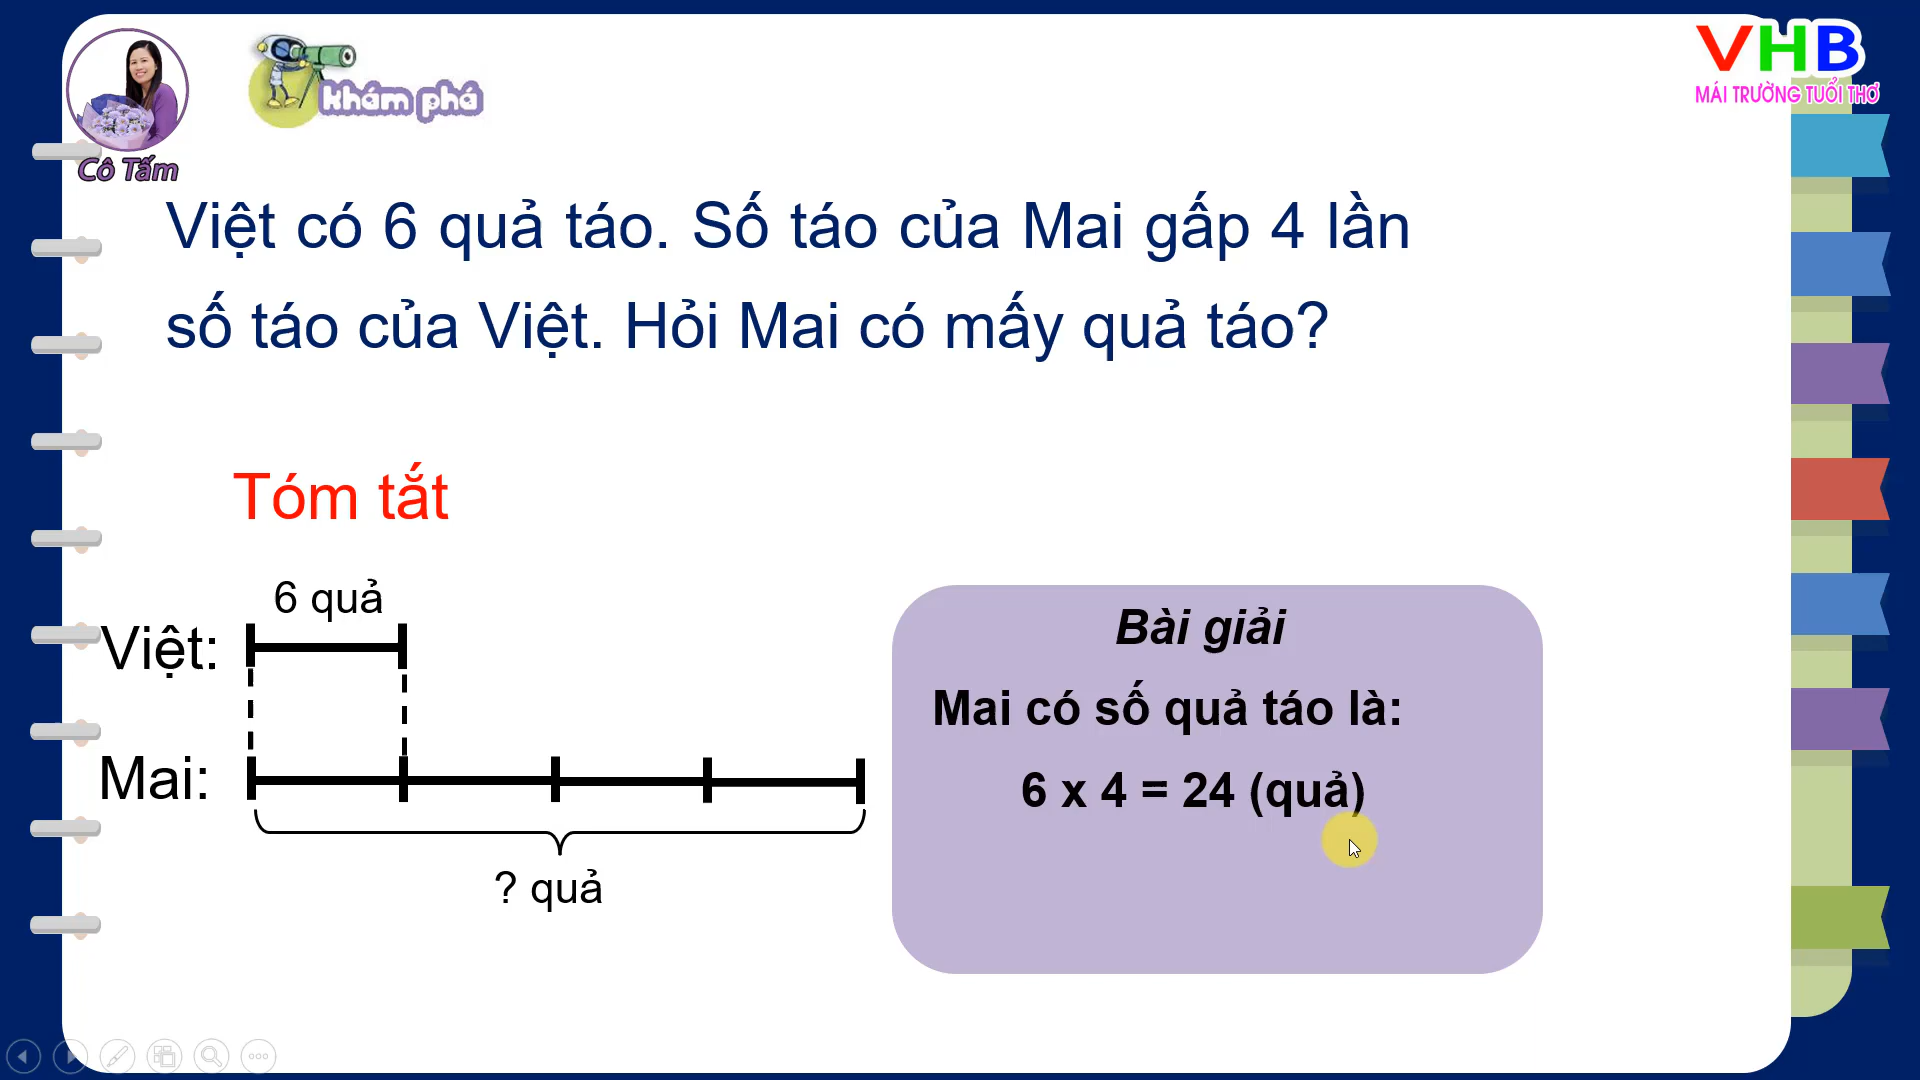 VHB
MÁI TRƯỜNG TUỔI THƠ
khám phá
Cô Tấm
Việt có 6 quả táo. Số táo của Mai gấp 4 lần
số táo của Việt. Hỏi Mai có mấy quả táo?
Tóm tắt
6 quả
Việt:
Mai:
? quả
Bài giải
Mai có số quả táo là:
6 x 4 = 24 (quả)